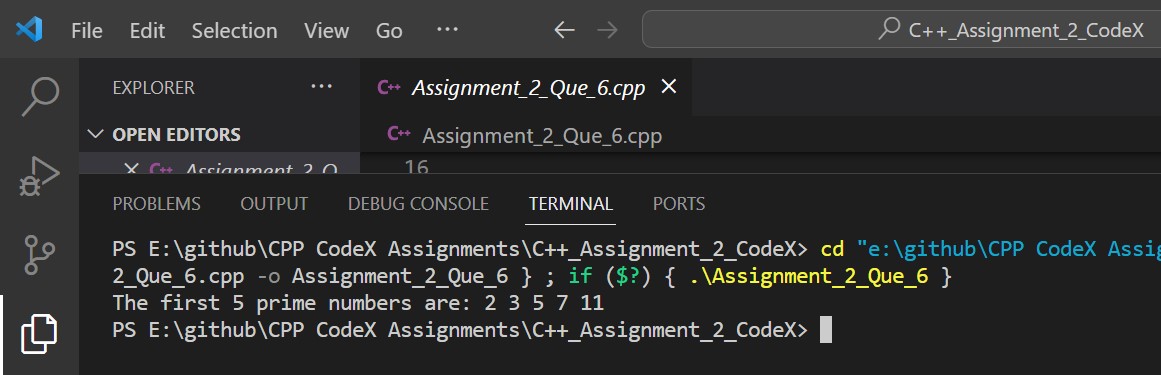 File Edit Selection View Go ··· C++_Assignment_2_CodeX
EXPLORER ···
OPEN EDITORS
Assignment_2_Q
C++ Assignment_2_Que_6.cpp
C++ Assignment_2_Que_6.cpp
16
PROBLEMS OUTPUT DEBUG CONSOLE TERMINAL PORTS
PS E:\github\CPP CodeX Assignments\C++_Assignment_2_CodeX> cd "e:\github\CPP CodeX Assig
2_Que_6.cpp -o Assignment_2_Que_6 } ; if ($?) { .\Assignment_2_Que_6 }
The first 5 prime numbers are: 2 3 5 7 11
PS E:\github\CPP CodeX Assignments\C++_Assignment_2_CodeX>